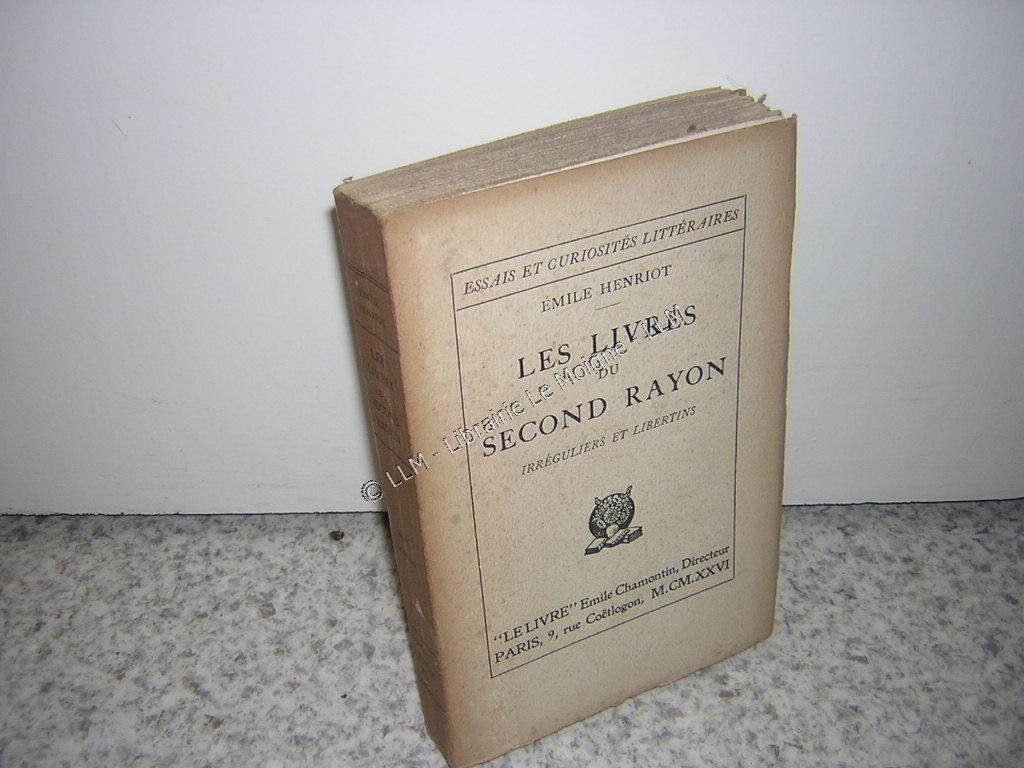 ESSAIS ET CURIOSITÉS LITTÉRAIRES
ÉMILE HENRIOT
LES LIVRES
DU
SECOND RAYON
IRRÉGULIERS ET LIBERTINS
"LE LIVRE" Emile Chamontin, Directeur
PARIS, 9, rue Coëtlogon, M.CM.XXVI
© LLM - Librairie Le Moigne - LLM